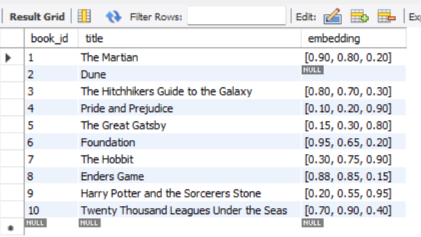 Result Grid Filter Rows: Edit:
book_id title embedding
1 The Martian [0.90, 0.80, 0.20]
2 Dune NULL
3 The Hitchhikers Guide to the Galaxy [0.80, 0.70, 0.30]
4 Pride and Prejudice [0.10, 0.20, 0.90]
5 The Great Gatsby [0.15, 0.30, 0.80]
6 Foundation [0.95, 0.65, 0.20]
7 The Hobbit [0.30, 0.75, 0.90]
8 Enders Game [0.88, 0.85, 0.15]
9 Harry Potter and the Sorcerers Stone [0.20, 0.55, 0.95]
10 Twenty Thousand Leagues Under the Seas [0.70, 0.90, 0.40]
NULL NULL NULL